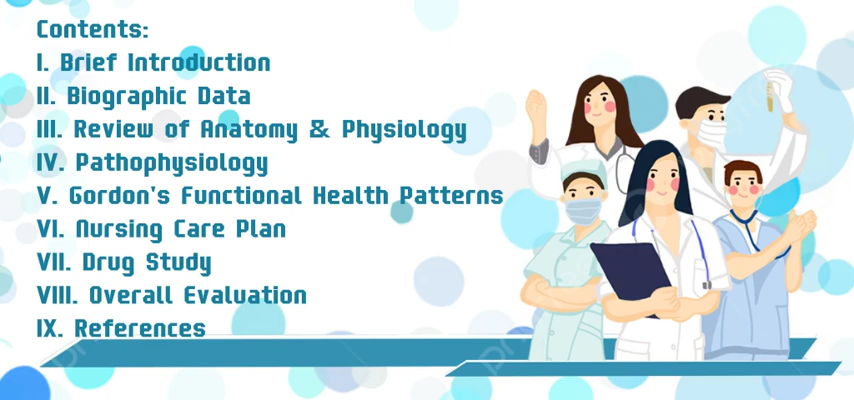 Contents:
I. Brief Introduction
II. Biographic Data
III. Review of Anatomy & Physiology
IV. Pathophysiology
V. Gordon's Functional Health Patterns
VI. Nursing Care Plan
VII. Drug Study
VIII. Overall Evaluation
IX. References